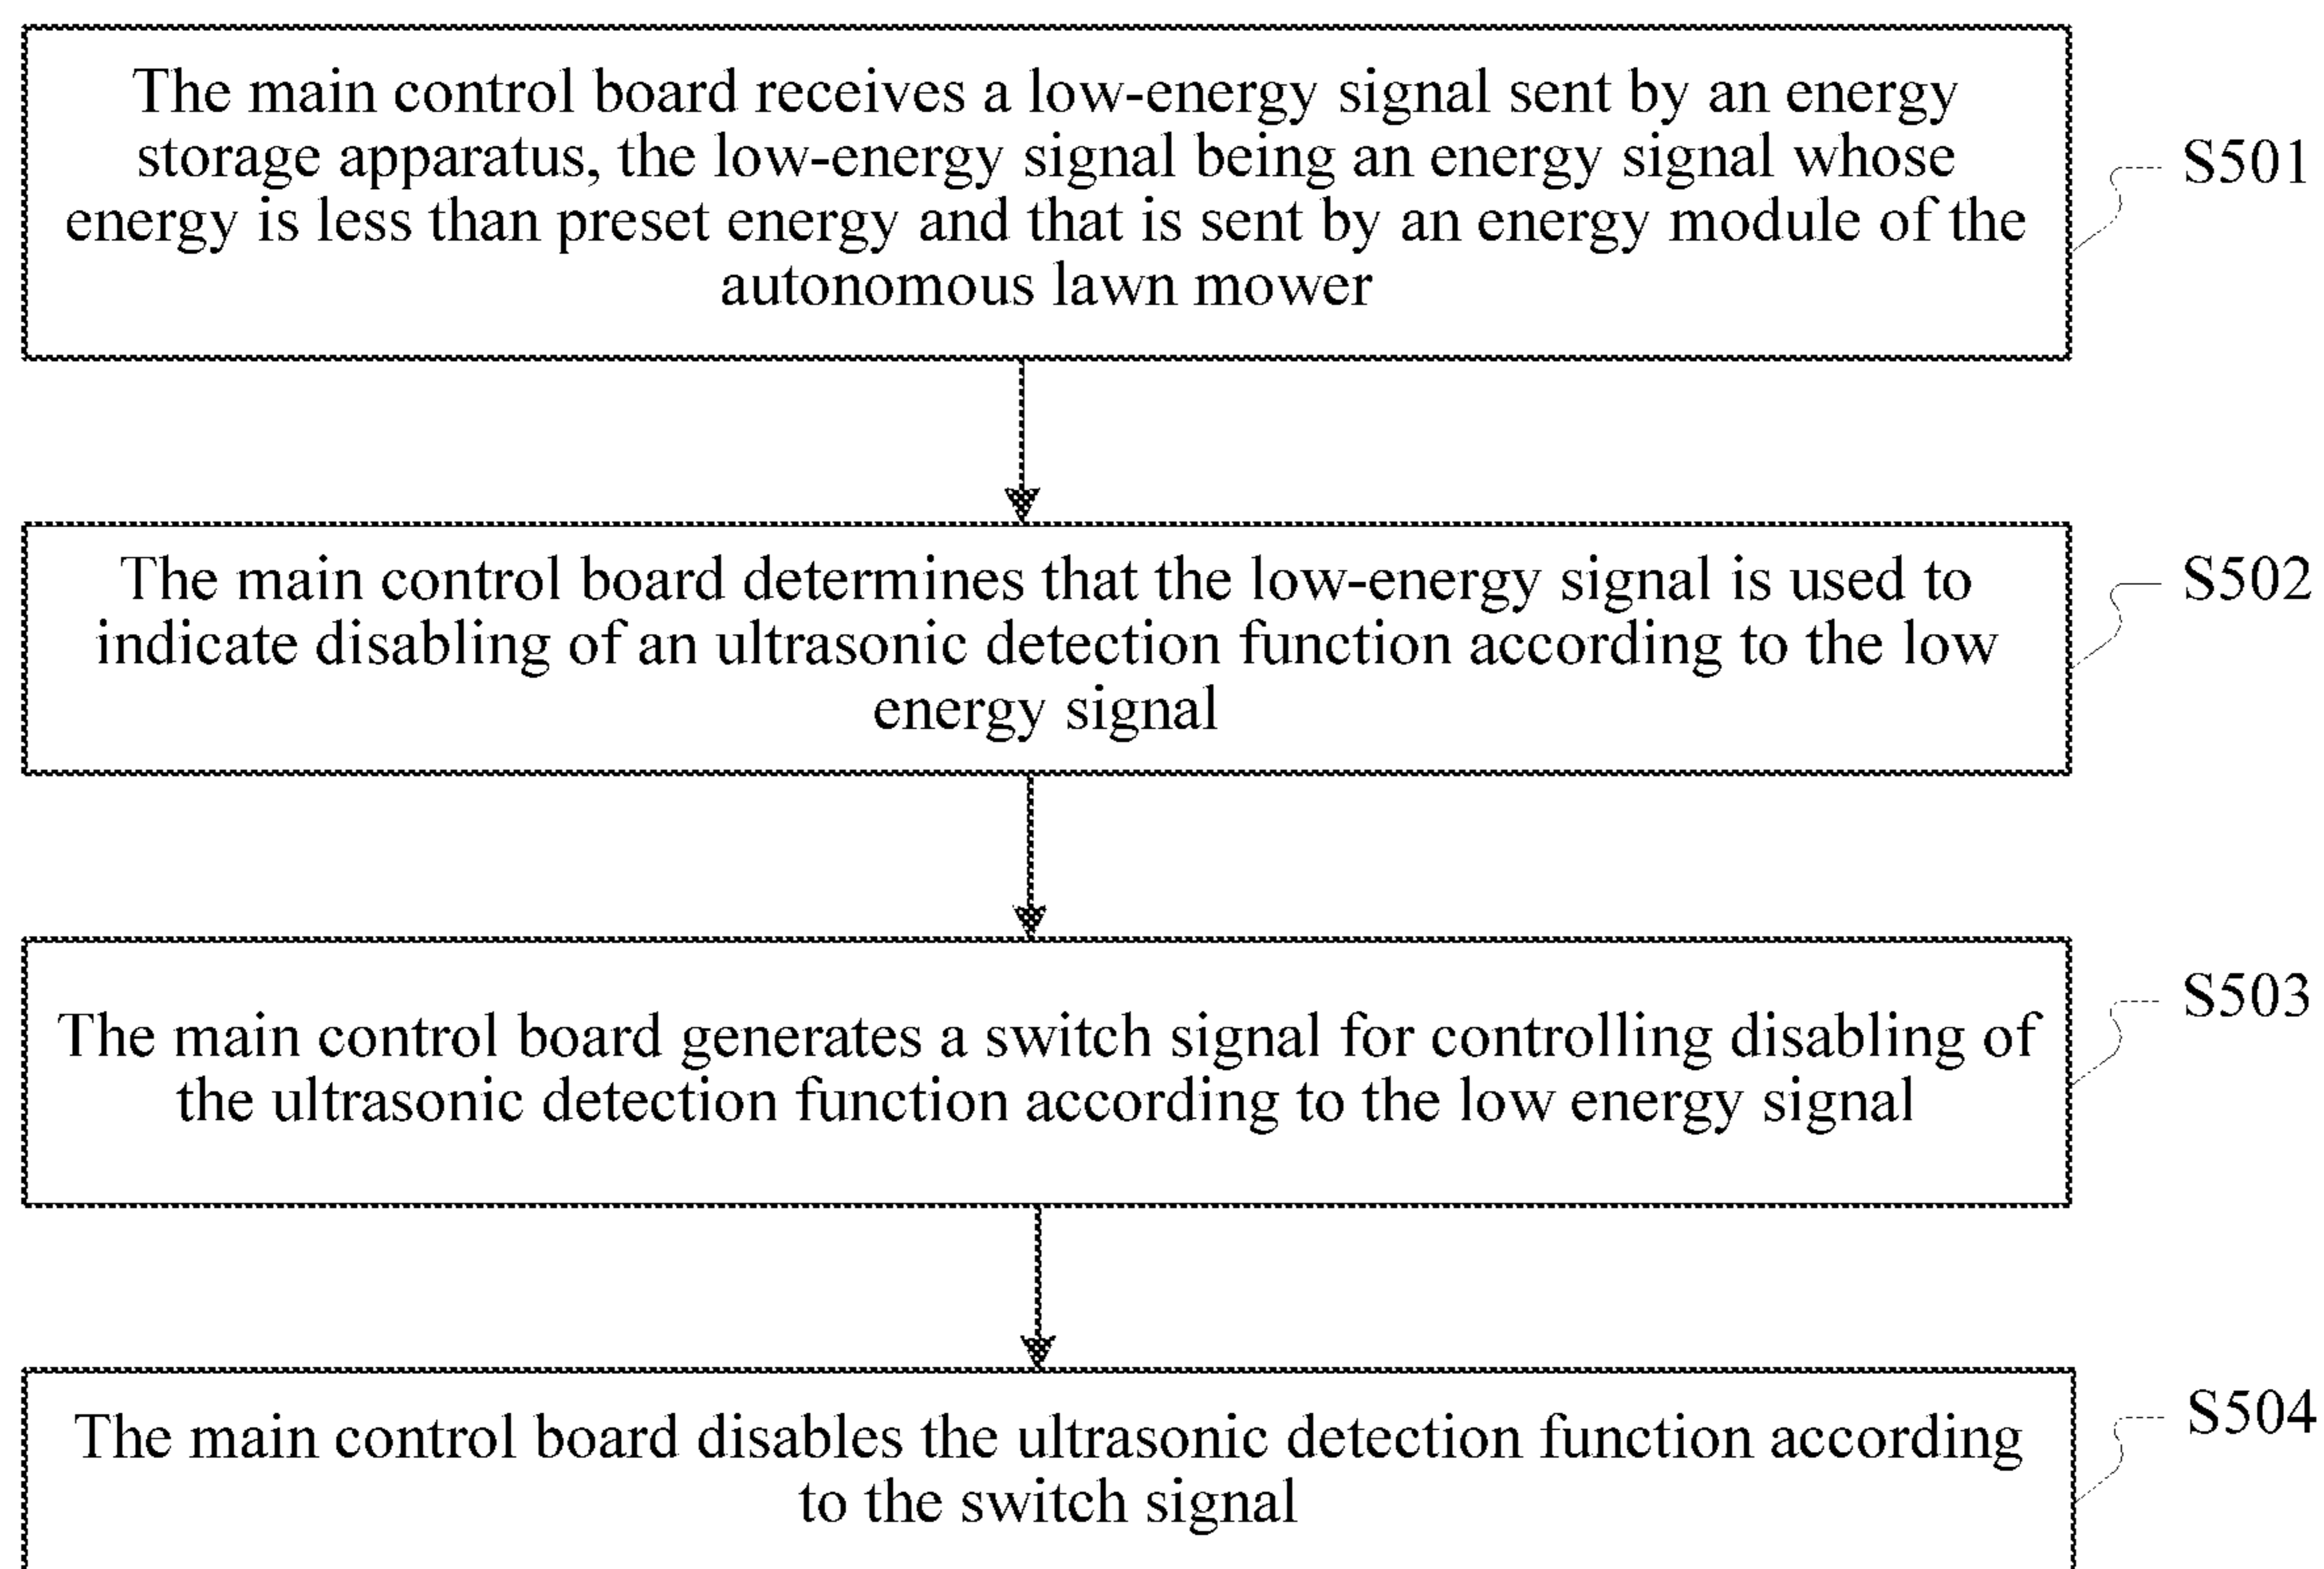 The main control board receives a low-energy signal sent by an energy
storage apparatus, the low-energy signal being an energy signal whose
energy is less than preset energy and that is sent by an energy module of the
autonomous lawn mower
S501
The main control board determines that the low-energy signal is used to
indicate disabling of an ultrasonic detection function according to the low
energy signal
S502
The main control board generates a switch signal for controlling disabling of
the ultrasonic detection function according to the low energy signal
S503
The main control board disables the ultrasonic detection function according
to the switch signal
S504